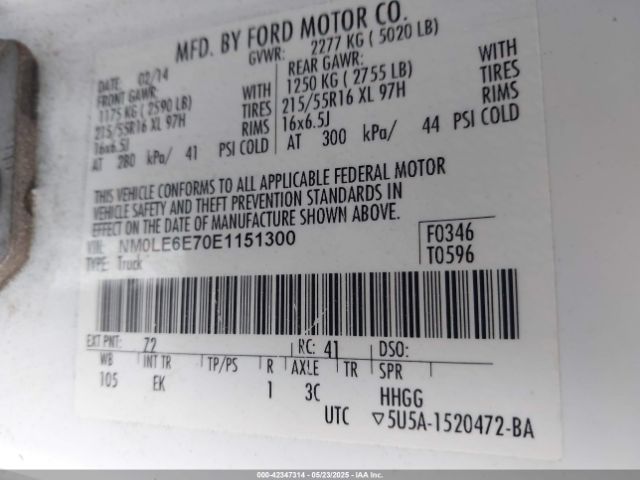 MFD. BY FORD MOTOR CO.
DATE: 02/14 GVWR: 2277 KG ( 5020 LB)
FRONT GAWR: WITH REAR GAWR: WITH
1175 KG ( 2590 LB) TIRES 1250 KG ( 2755 LB) TIRES
215/55R16 XL 97H RIMS 215/55R16 XL 97H RIMS
16x6.5J 16x6.5J
AT 280 kPa/ 41 PSI COLD AT 300 kPa/ 44 PSI COLD
THIS VEHICLE CONFORMS TO ALL APPLICABLE FEDERAL MOTOR
VEHICLE SAFETY AND THEFT PREVENTION STANDARDS IN
EFFECT ON THE DATE OF MANUFACTURE SHOWN ABOVE.
VIN: NM0LE6E70E1151300 F0346
TYPE: Truck T0596
EXT PNT: Z2 RC: 41 DSO:
WB INT TR TP/PS R AXLE TR SPR
105 EK 1 3C HHGG
UTC ▽5U5A-1520472-BA
00-42347314 - 05/23/2025 - IAAI.COM